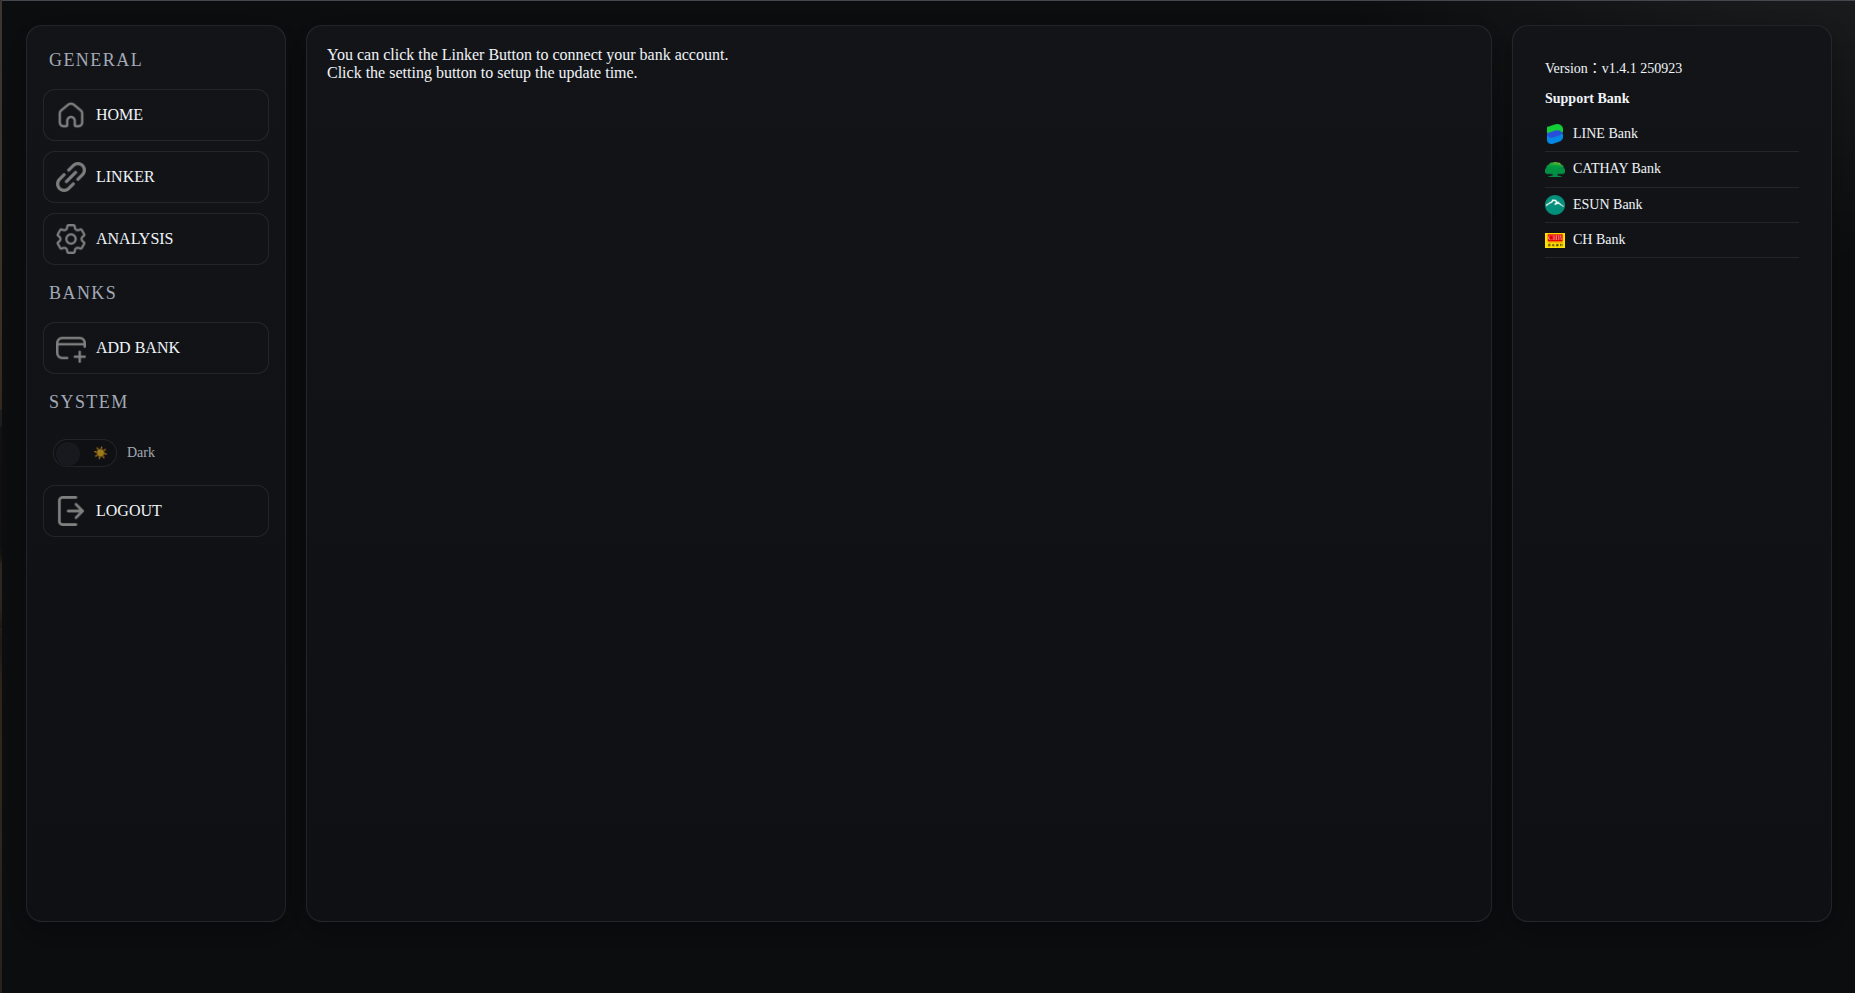 GENERAL
HOME
LINKER
ANALYSIS
BANKS
ADD BANK
SYSTEM
Dark
LOGOUT
You can click the Linker Button to connect your bank account.
Click the setting button to setup the update time.
Version：v1.4.1 250923
Support Bank
LINE Bank
CATHAY Bank
ESUN Bank
CH Bank